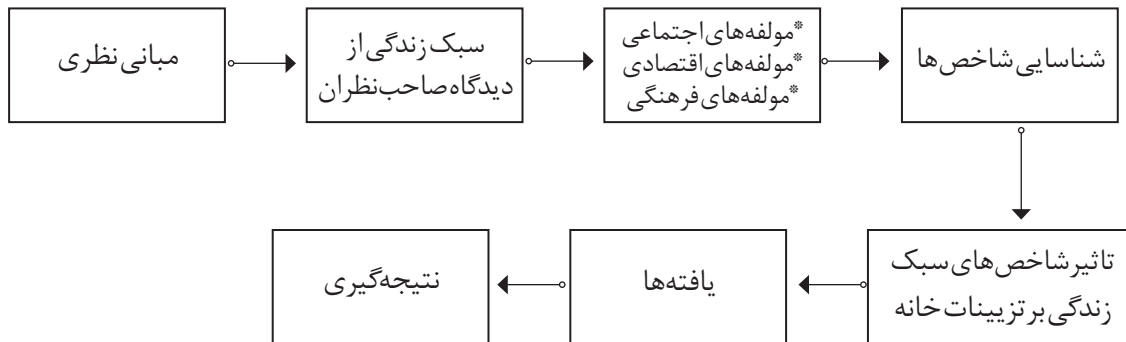 مبانی نظری
سبک زندگی از
دیدگاه صاحب‌نظران
*مولفه‌های اجتماعی
*مولفه‌های اقتصادی
*مولفه‌های فرهنگی
شناسایی شاخص‌ها
تاثیر شاخص‌های سبک
زندگی بر تزیینات خانه
یافته‌ها
نتیجه‌گیری